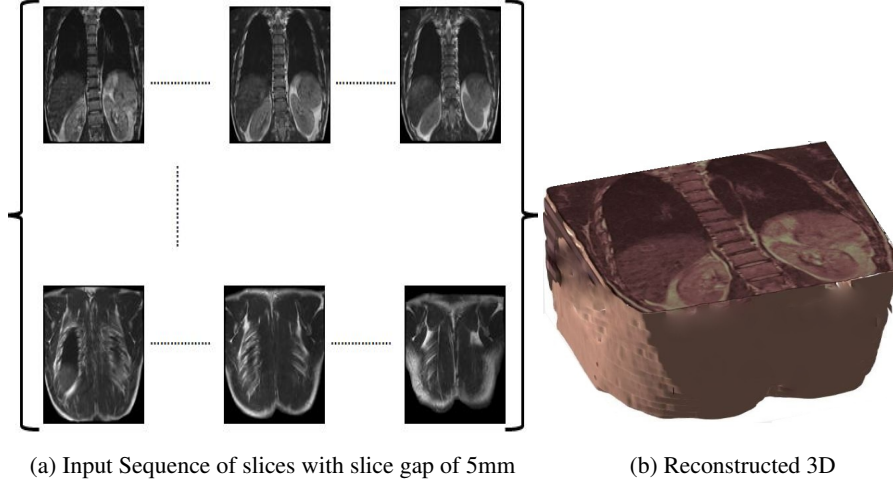 (a) Input Sequence of slices with slice gap of 5mm
(b) Reconstructed 3D